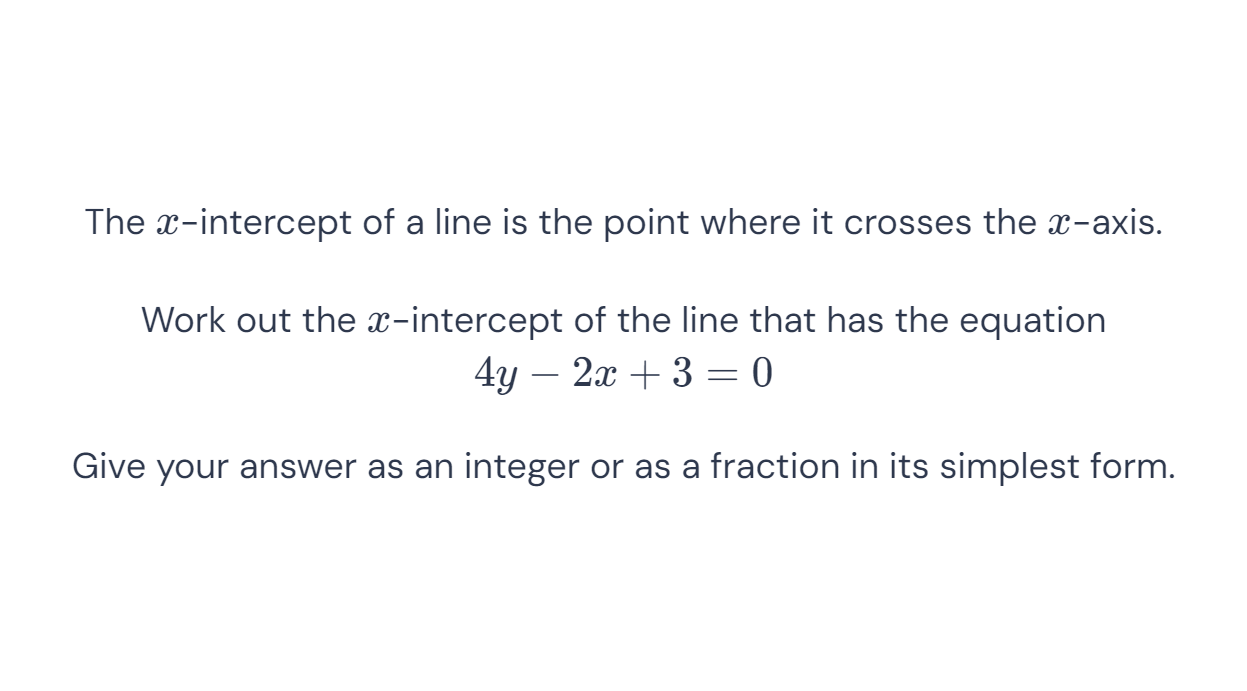 The x-intercept of a line is the point where it crosses the x-axis.
Work out the x-intercept of the line that has the equation
4y − 2x + 3 = 0
Give your answer as an integer or as a fraction in its simplest form.